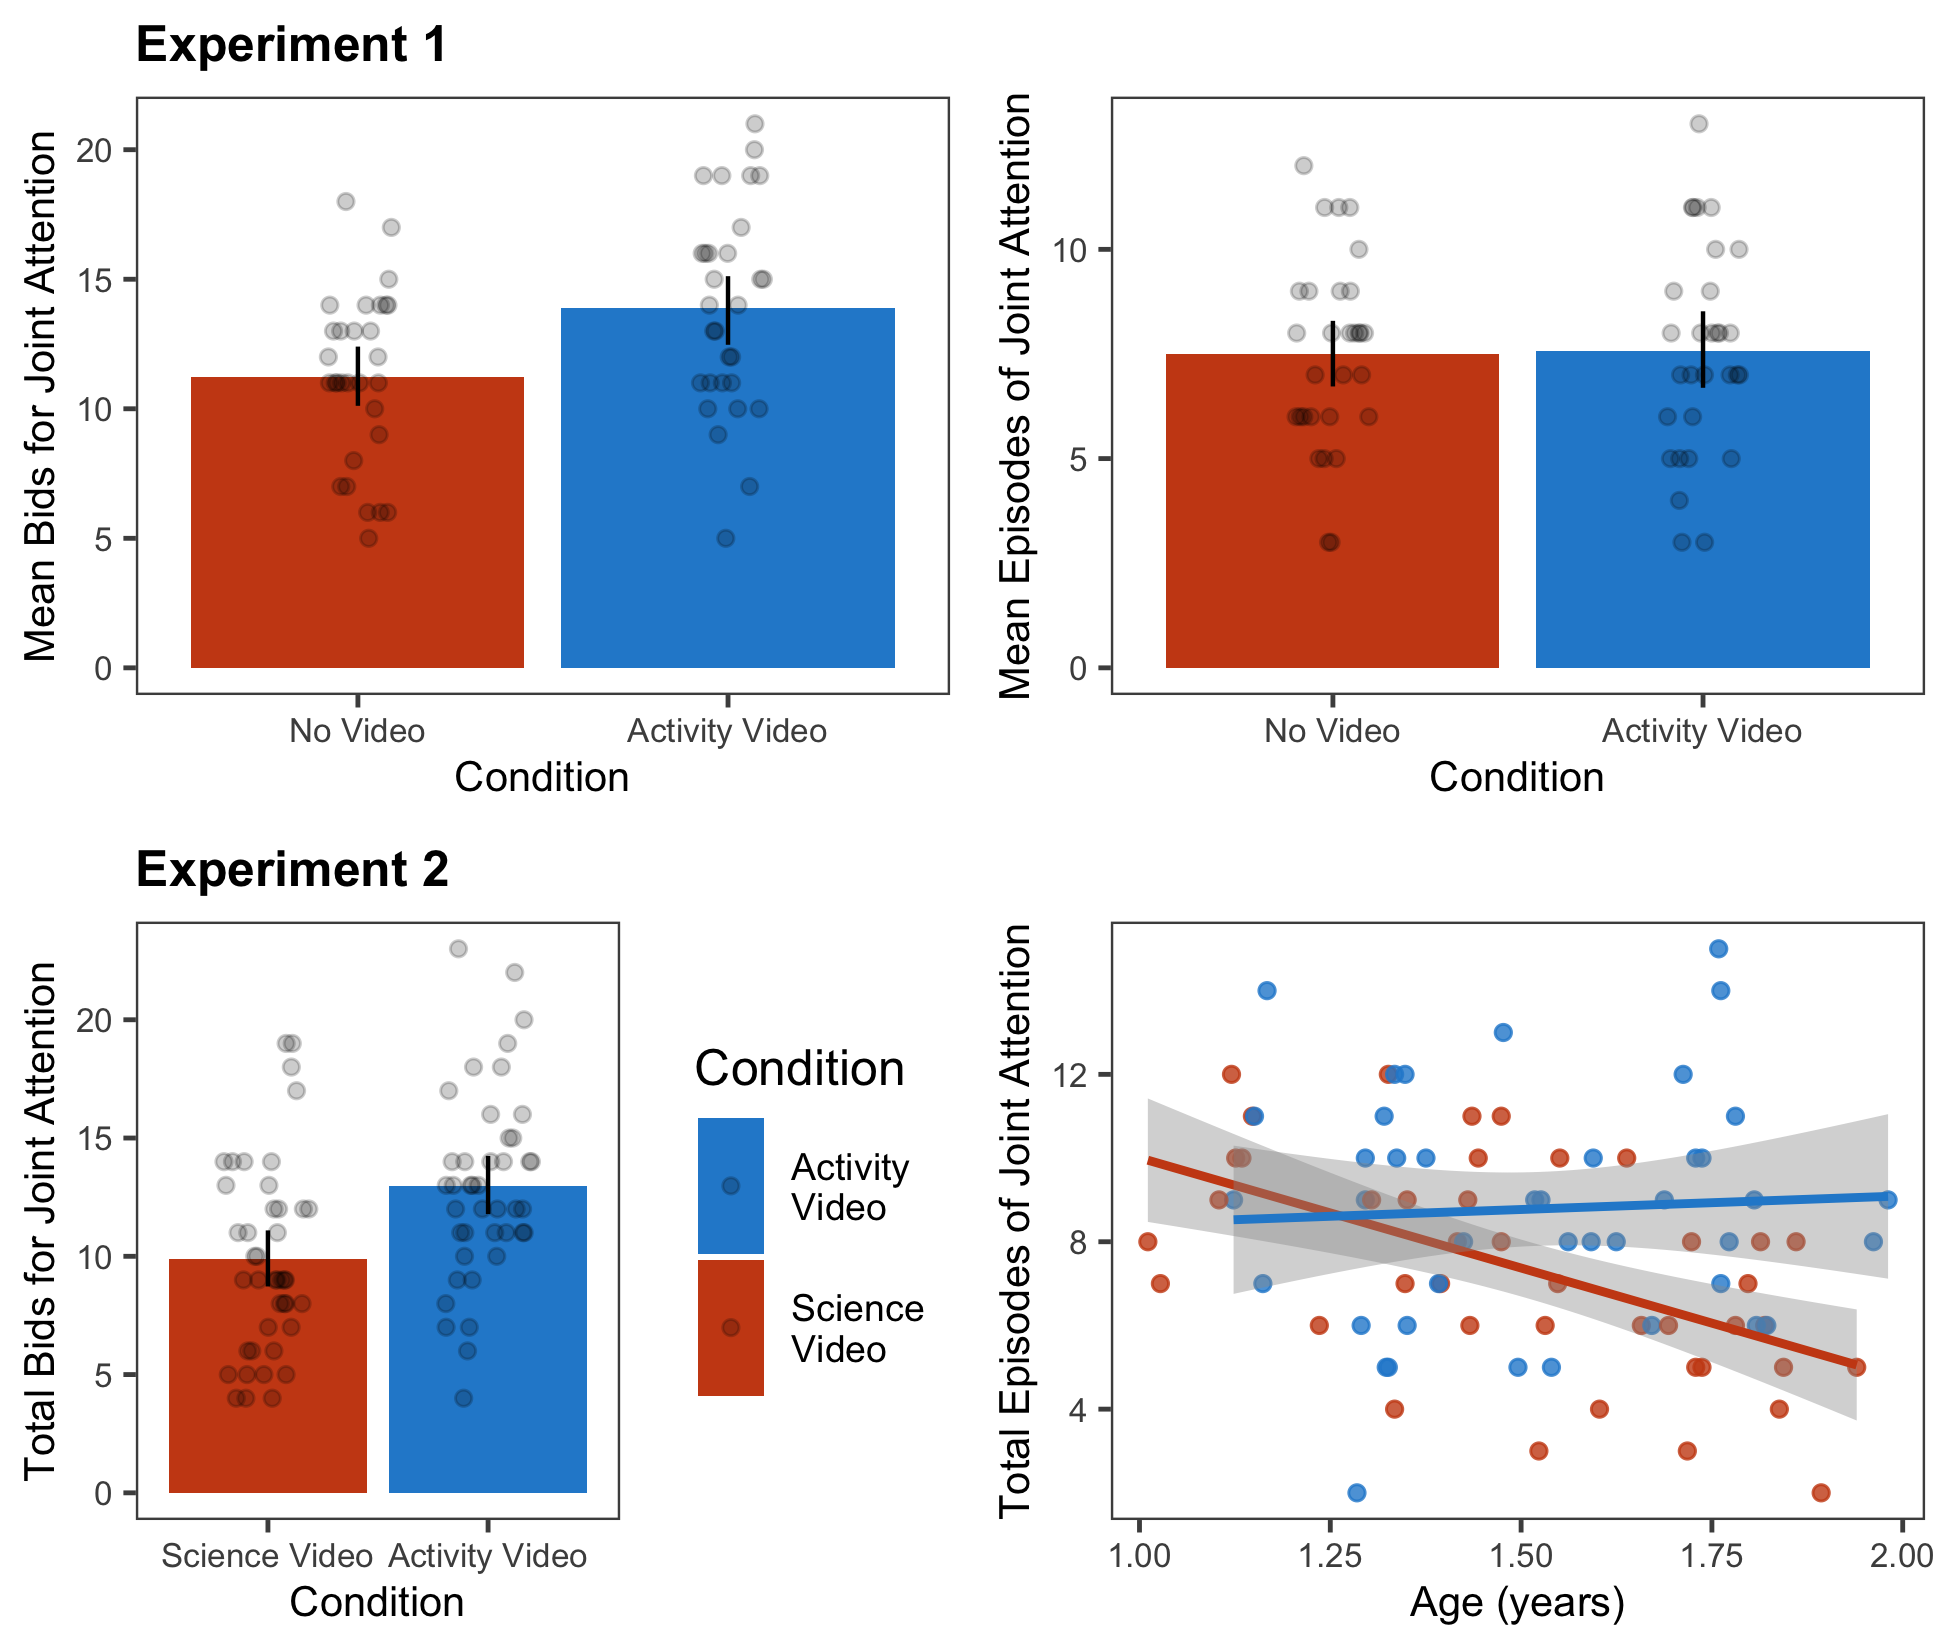 Experiment 1
Mean Bids for Joint Attention
20
15
10
5
0
No Video
Activity Video
Condition
Mean Episodes of Joint Attention
10
5
0
No Video
Activity Video
Condition
Experiment 2
Total Bids for Joint Attention
20
15
10
5
0
Science Video
Activity Video
Condition
Condition
Activity
Video
Science
Video
Total Episodes of Joint Attention
12
8
4
1.00
1.25
1.50
1.75
2.00
Age (years)